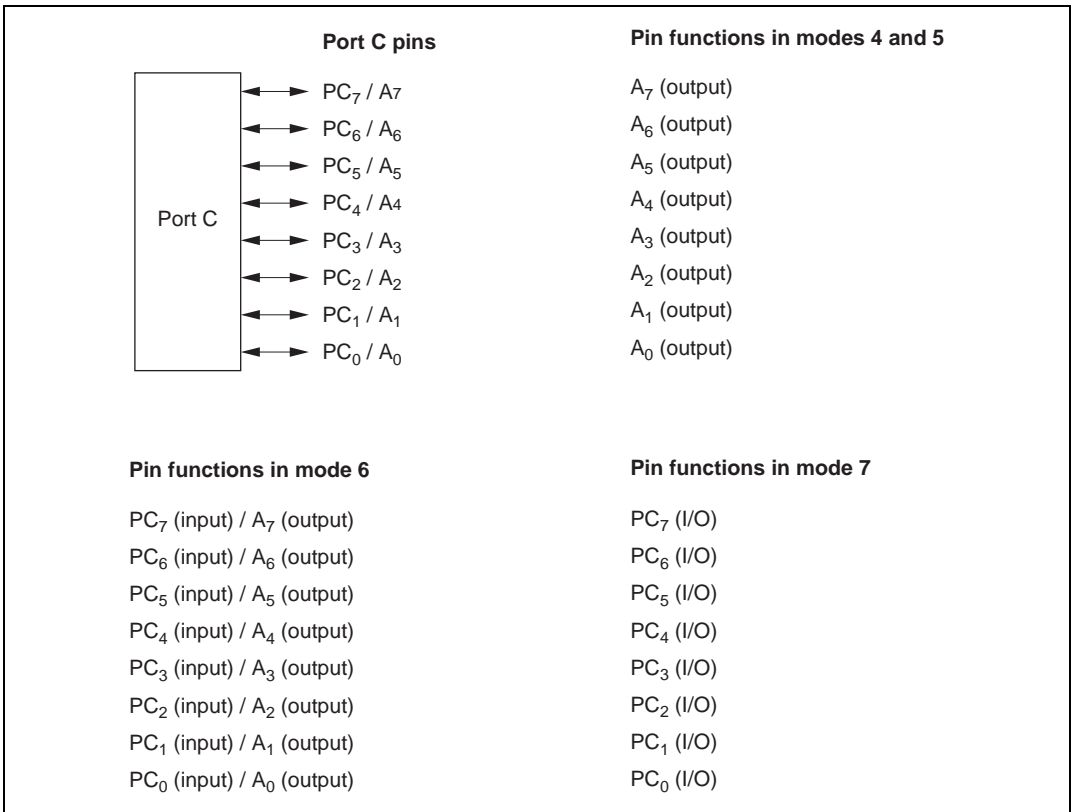 Port C pins Pin functions in modes 4 and 5
PC₇ / A7 A₇ (output)
PC₆ / A₆ A₆ (output)
PC₅ / A₅ A₅ (output)
PC₄ / A4 A₄ (output)
Port C
PC₃ / A₃ A₃ (output)
PC₂ / A₂ A₂ (output)
PC₁ / A₁ A₁ (output)
PC₀ / A₀ A₀ (output)
Pin functions in mode 6 Pin functions in mode 7
PC₇ (input) / A₇ (output) PC₇ (I/O)
PC₆ (input) / A₆ (output) PC₆ (I/O)
PC₅ (input) / A₅ (output) PC₅ (I/O)
PC₄ (input) / A₄ (output) PC₄ (I/O)
PC₃ (input) / A₃ (output) PC₃ (I/O)
PC₂ (input) / A₂ (output) PC₂ (I/O)
PC₁ (input) / A₁ (output) PC₁ (I/O)
PC₀ (input) / A₀ (output) PC₀ (I/O)